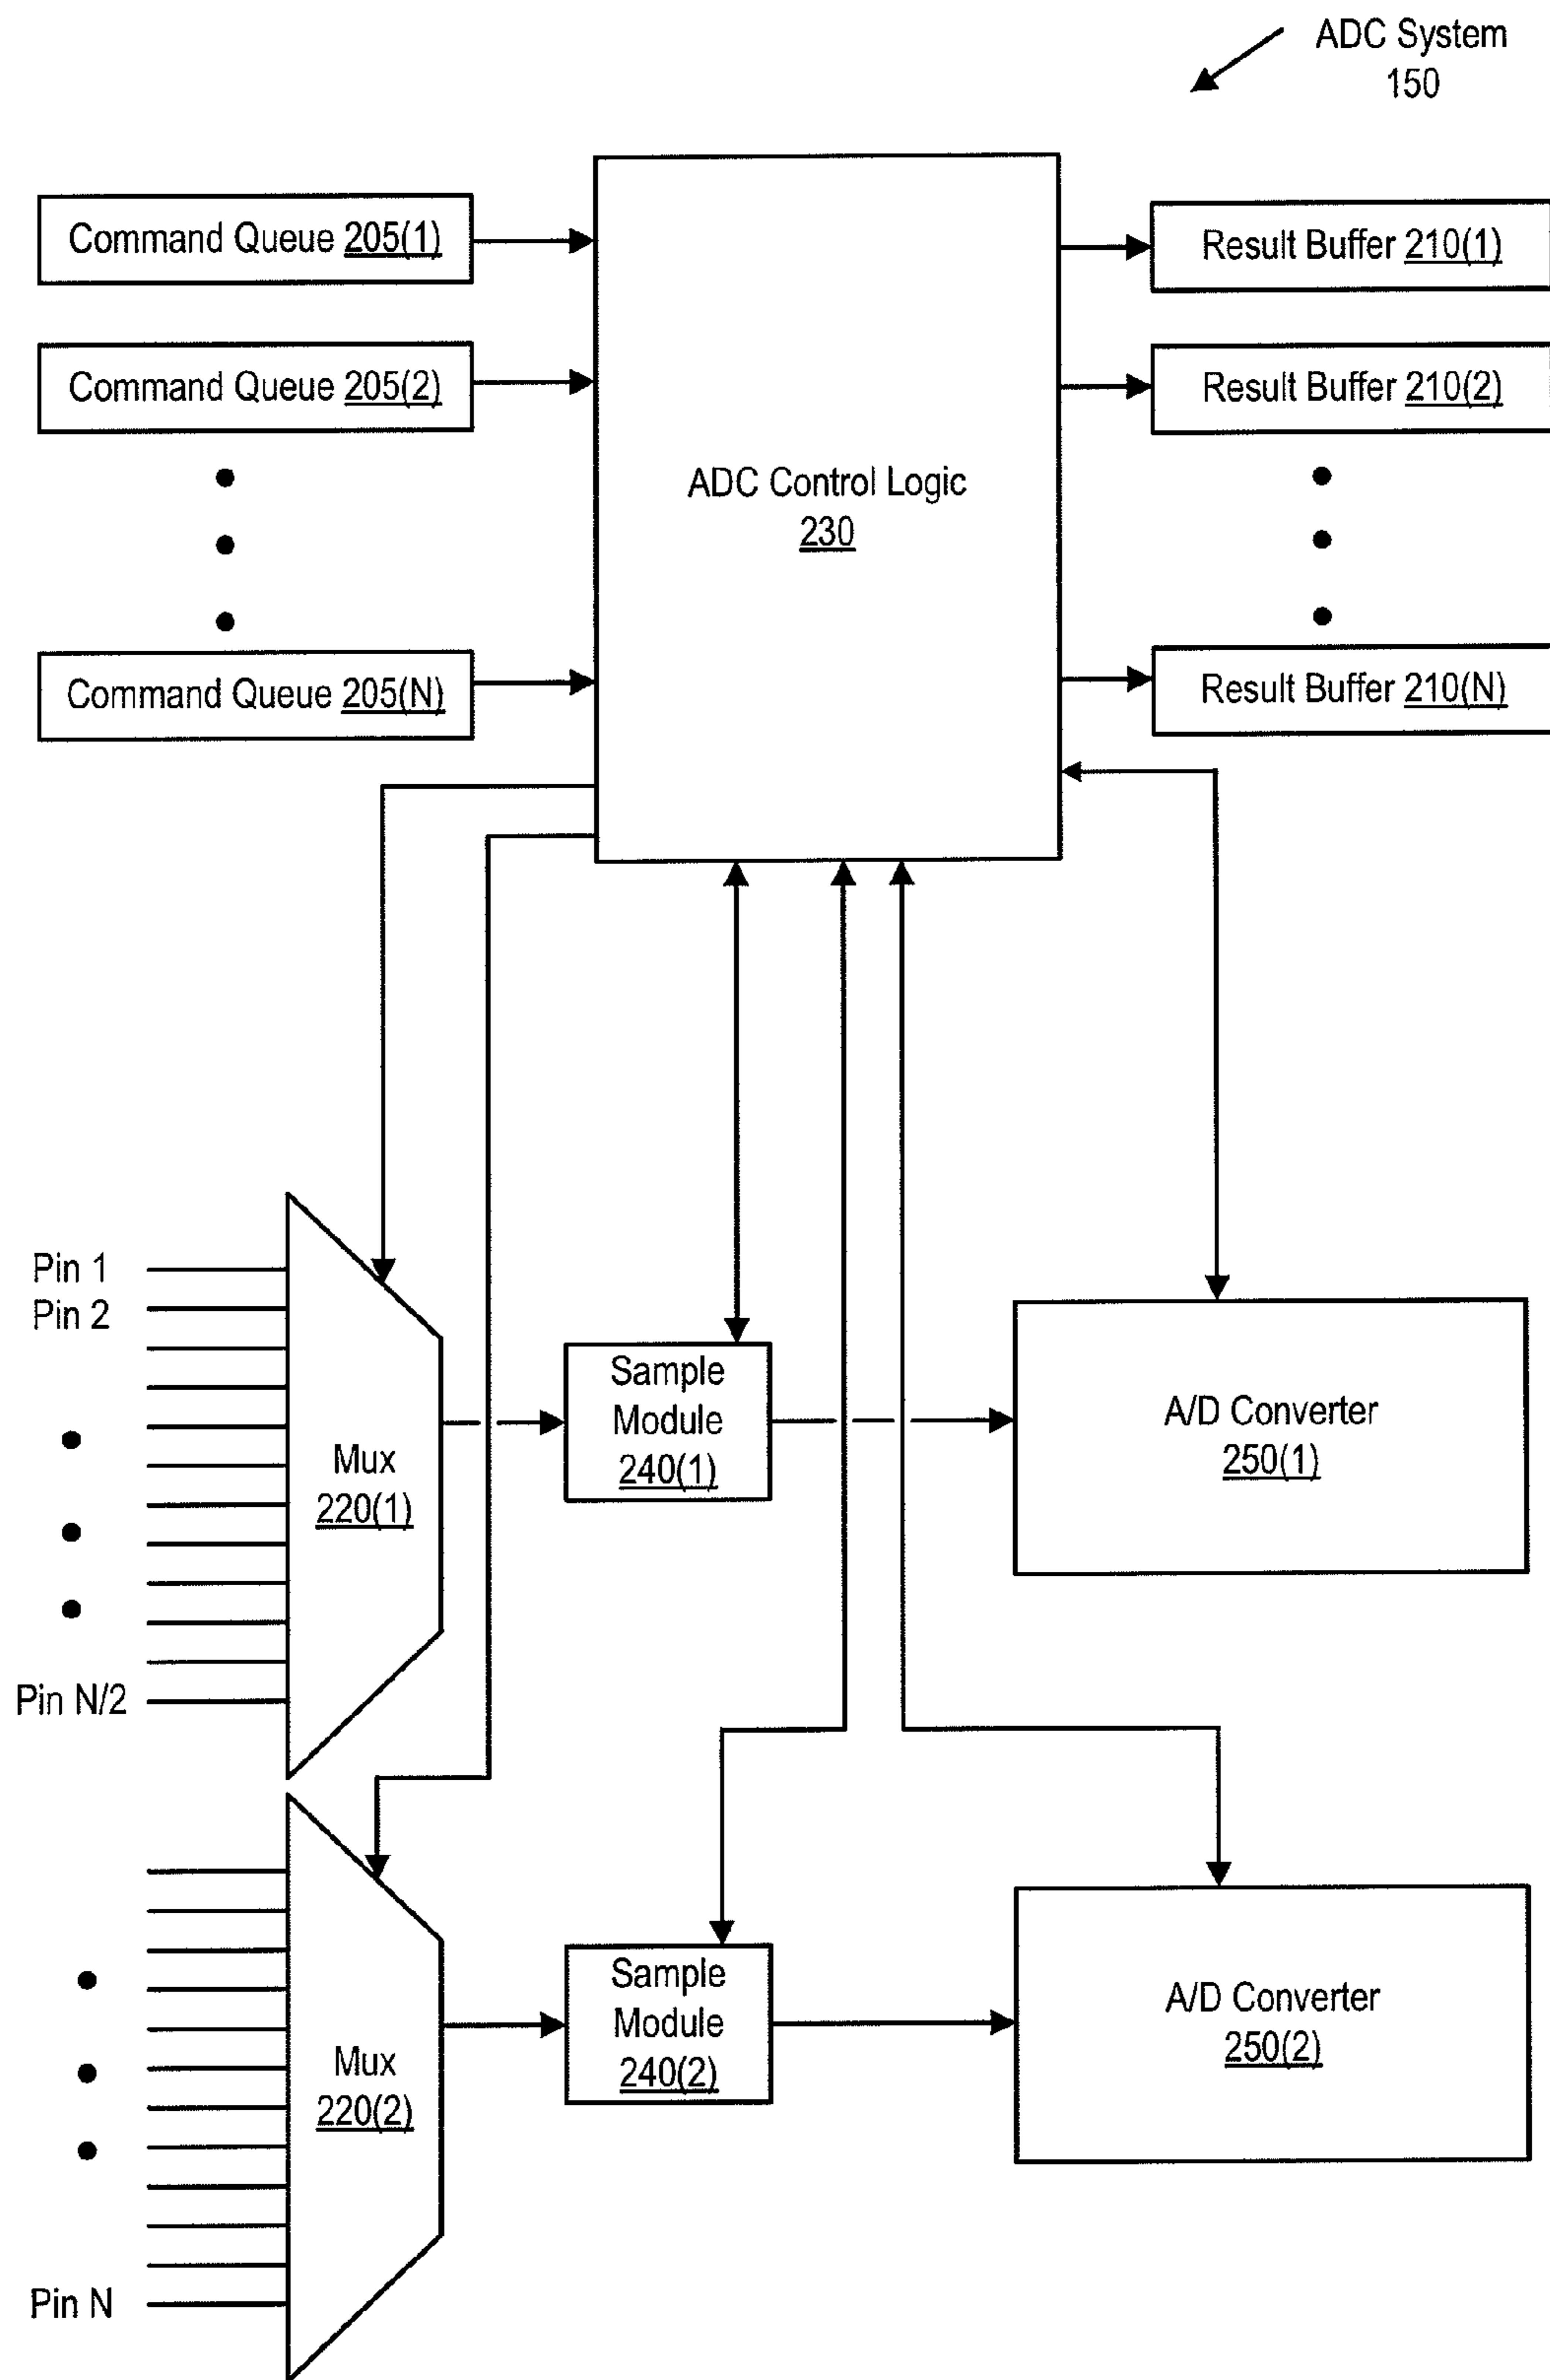 ADC System
150
Command Queue 205(1)
Result Buffer 210(1)
Command Queue 205(2)
Result Buffer 210(2)
ADC Control Logic
230
Command Queue 205(N)
Result Buffer 210(N)
Pin 1
Pin 2
Pin N/2
Mux
220(1)
Sample
Module
240(1)
A/D Converter
250(1)
Pin N
Mux
220(2)
Sample
Module
240(2)
A/D Converter
250(2)